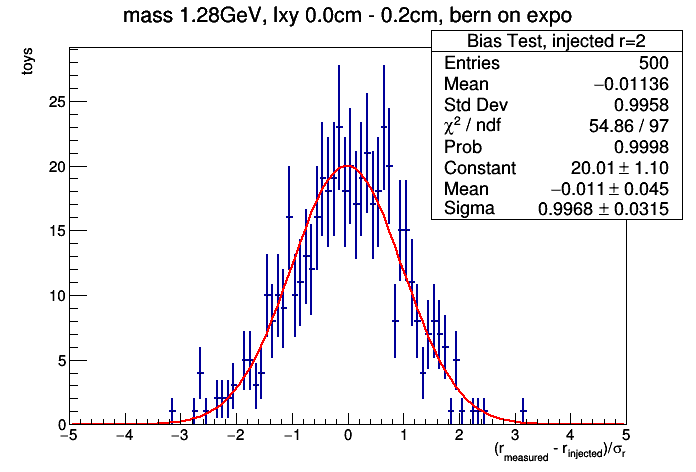 mass 1.28GeV, lxy 0.0cm - 0.2cm, bern on expo
toys
Bias Test, injected r=2
Entries 500
Mean −0.01136
Std Dev 0.9958
χ² / ndf 54.86 / 97
Prob 0.9998
Constant 20.01 ± 1.10
Mean −0.011 ± 0.045
Sigma 0.9968 ± 0.0315
25
20
15
10
5
0
−5 −4 −3 −2 −1 0 1 2 3 4 5
(r_measured - r_injected)/σ_r